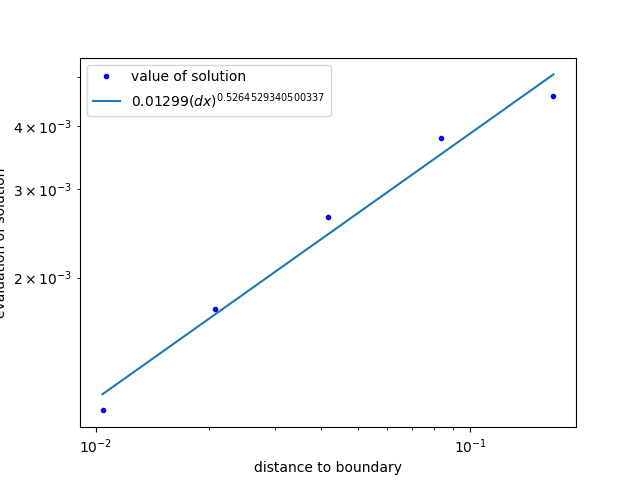 value of solution
0.01299(dx)^0.5264529340500337
4 × 10^−3
3 × 10^−3
2 × 10^−3
evaluation of solution
10^−2
10^−1
distance to boundary